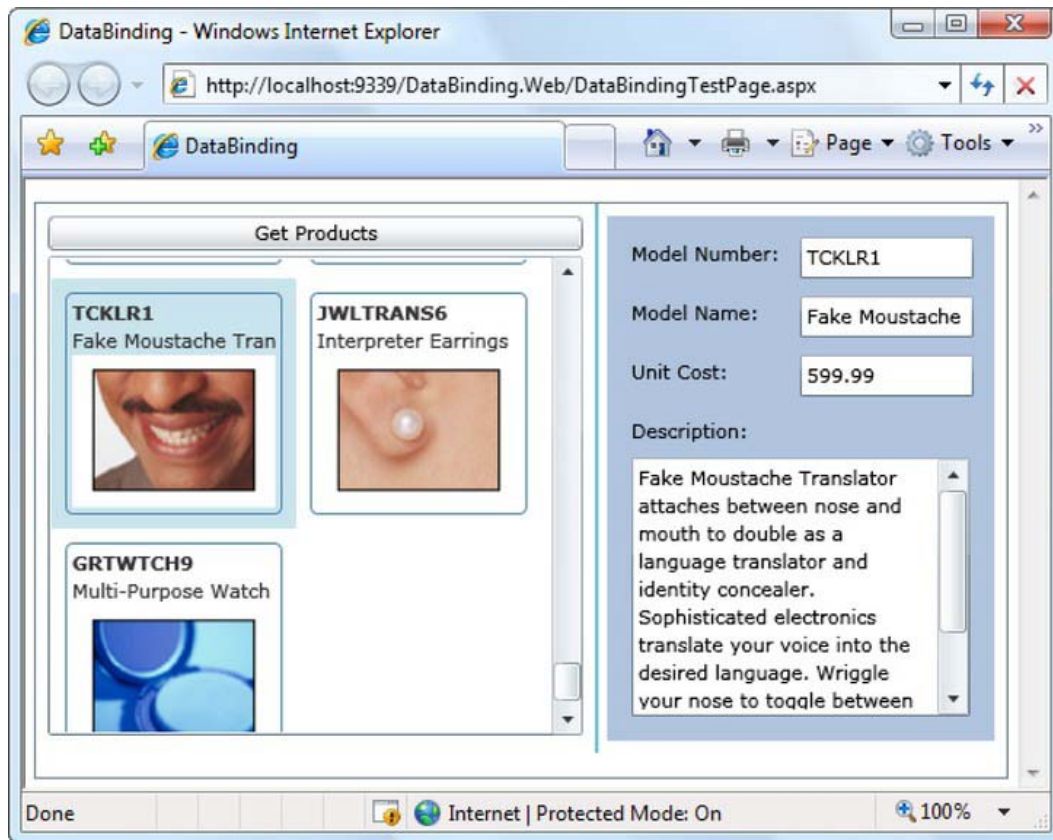 DataBinding - Windows Internet Explorer
http://localhost:9339/DataBinding.Web/DataBindingTestPage.aspx
DataBinding
Page
Tools
Get Products
TCKLR1
Fake Moustache Tran
JWLTRANS6
Interpreter Earrings
GRTWTCH9
Multi-Purpose Watch
Model Number:
TCKLR1
Model Name:
Fake Moustache
Unit Cost:
599.99
Description:
Fake Moustache Translator
attaches between nose and
mouth to double as a
language translator and
identity concealer.
Sophisticated electronics
translate your voice into the
desired language. Wriggle
your nose to toggle between
Done
Internet | Protected Mode: On
100%